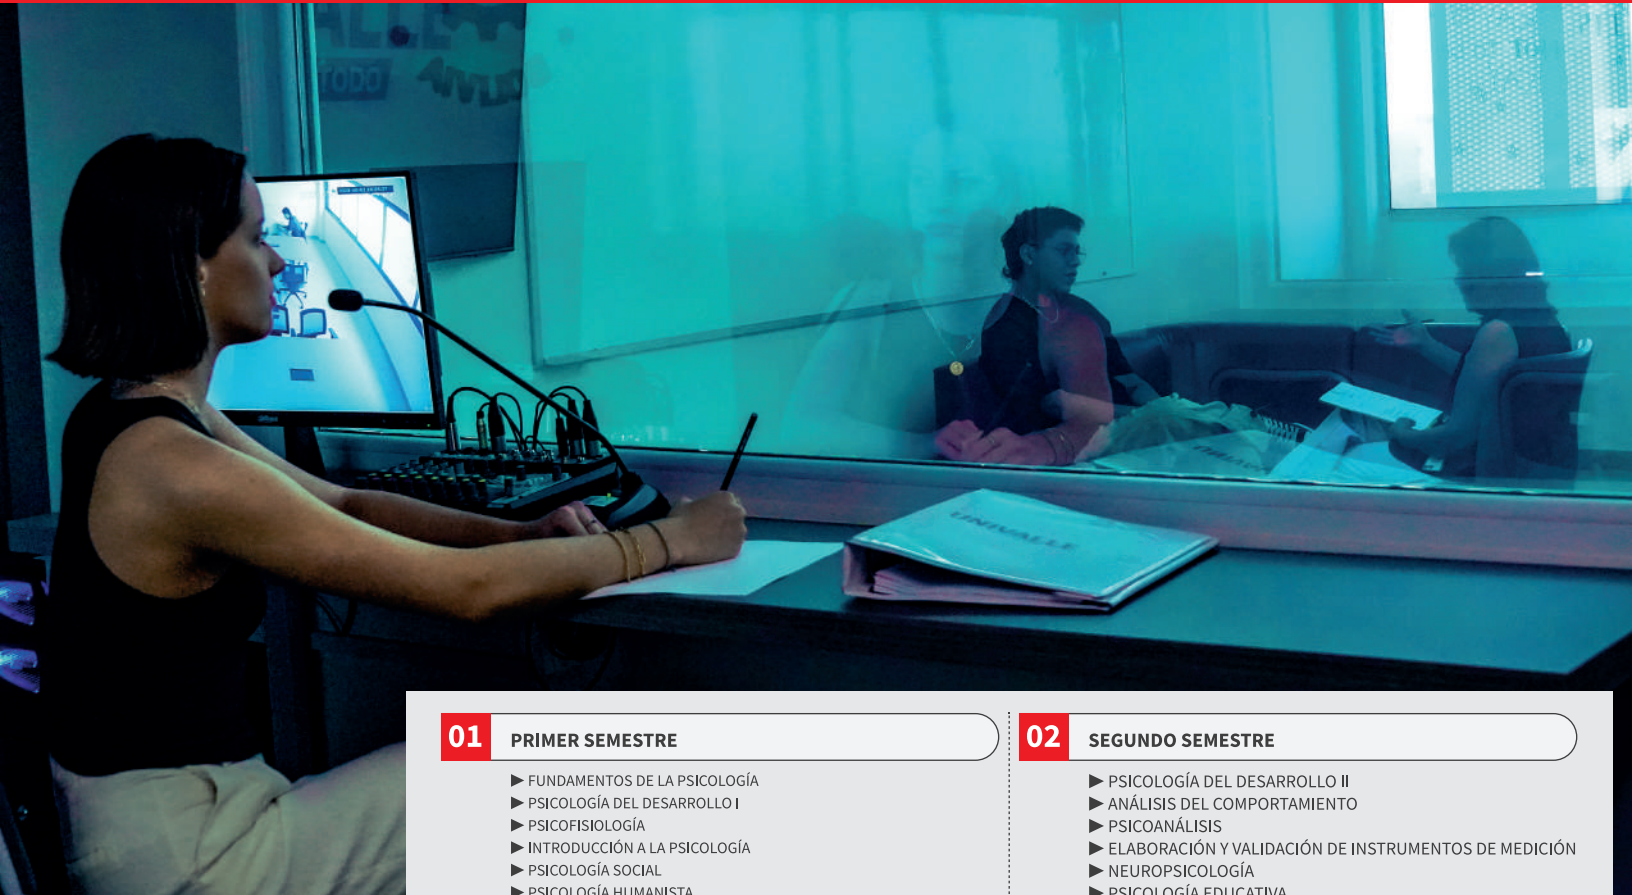 TODO
UNIVALLE
01 PRIMER SEMESTRE
▶ FUNDAMENTOS DE LA PSICOLOGÍA
▶ PSICOLOGÍA DEL DESARROLLO I
▶ PSICOFISIOLOGÍA
▶ INTRODUCCIÓN A LA PSICOLOGÍA
▶ PSICOLOGÍA SOCIAL
▶ PSICOLOGÍA HUMANISTA
02 SEGUNDO SEMESTRE
▶ PSICOLOGÍA DEL DESARROLLO II
▶ ANÁLISIS DEL COMPORTAMIENTO
▶ PSICOANÁLISIS
▶ ELABORACIÓN Y VALIDACIÓN DE INSTRUMENTOS DE MEDICIÓN
▶ NEUROPSICOLOGÍA
▶ PSICOLOGÍA EDUCATIVA